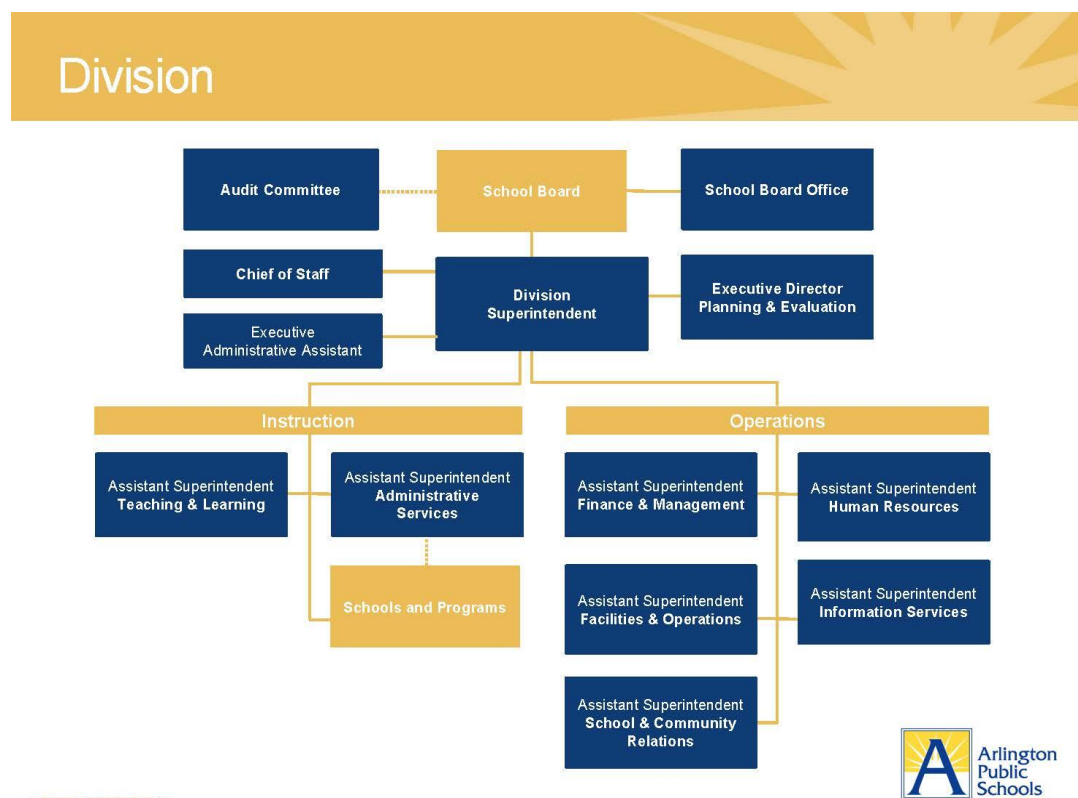 Division
Audit Committee
School Board
School Board Office
Chief of Staff
Division
Superintendent
Executive Director
Planning & Evaluation
Executive
Administrative Assistant
Instruction
Operations
Assistant Superintendent
Teaching & Learning
Assistant Superintendent
Administrative
Services
Assistant Superintendent
Finance & Management
Assistant Superintendent
Human Resources
Schools and Programs
Assistant Superintendent
Facilities & Operations
Assistant Superintendent
Information Services
Assistant Superintendent
School & Community
Relations
A
Arlington
Public
Schools